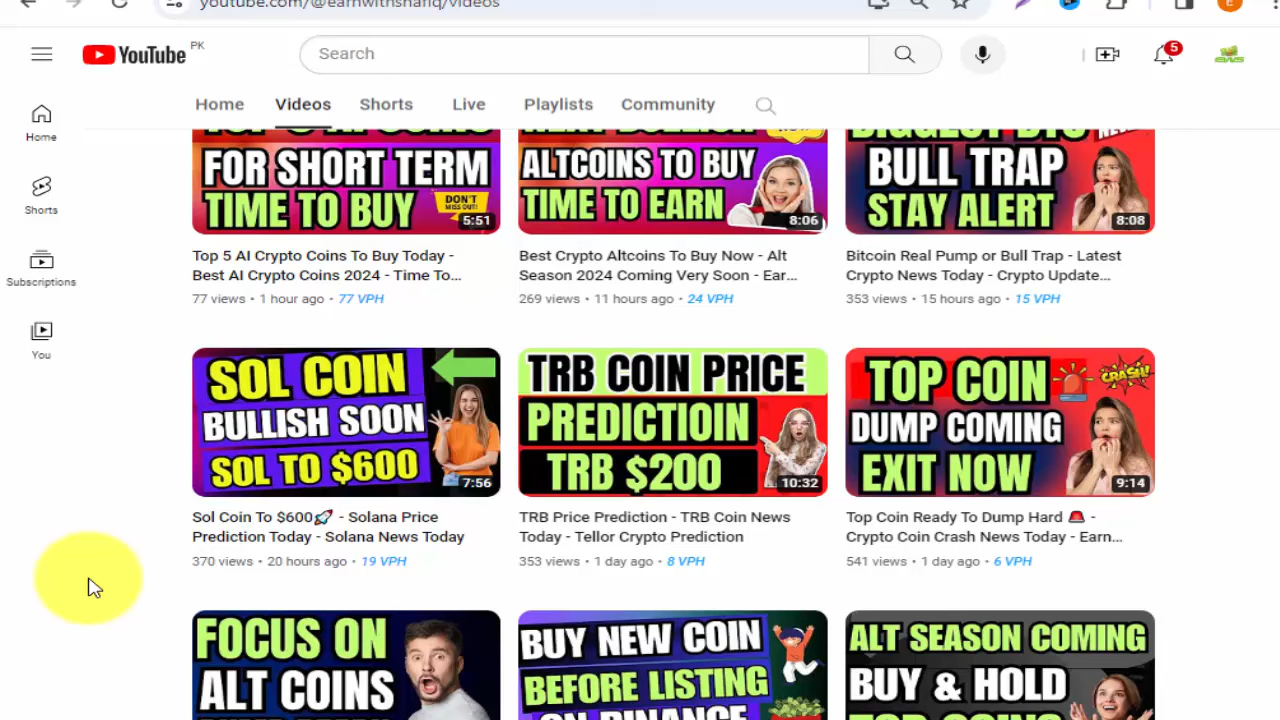 youtube.com/@earnwithshafiq/videos
YouTube PK
Search
5
Home Videos Shorts Live Playlists Community
Home
Shorts
Subscriptions
You
FOR SHORT TERM
TIME TO BUY
DON'T
MISS OUT!
5:51
ALTCOINS TO BUY
TIME TO EARN
8:06
BULL TRAP
STAY ALERT
8:08
Top 5 AI Crypto Coins To Buy Today -
Best AI Crypto Coins 2024 - Time To...
77 views • 1 hour ago • 77 VPH
Best Crypto Altcoins To Buy Now - Alt
Season 2024 Coming Very Soon - Ear...
269 views • 11 hours ago • 24 VPH
Bitcoin Real Pump or Bull Trap - Latest
Crypto News Today - Crypto Update...
353 views • 15 hours ago • 15 VPH
SOL COIN
BULLISH SOON
SOL TO $600
7:56
TRB COIN PRICE
PREDICTIOIN
TRB $200
10:32
TOP COIN
CRASH!
DUMP COMING
EXIT NOW
9:14
Sol Coin To $600🚀 - Solana Price
Prediction Today - Solana News Today
370 views • 20 hours ago • 19 VPH
TRB Price Prediction - TRB Coin News
Today - Tellor Crypto Prediction
353 views • 1 day ago • 8 VPH
Top Coin Ready To Dump Hard 🚨 -
Crypto Coin Crash News Today - Earn...
541 views • 1 day ago • 6 VPH
FOCUS ON
ALT COINS
BUY NEW COIN
BEFORE LISTING
ON BINANCE
ALT SEASON COMING
BUY & HOLD
TOP COINS